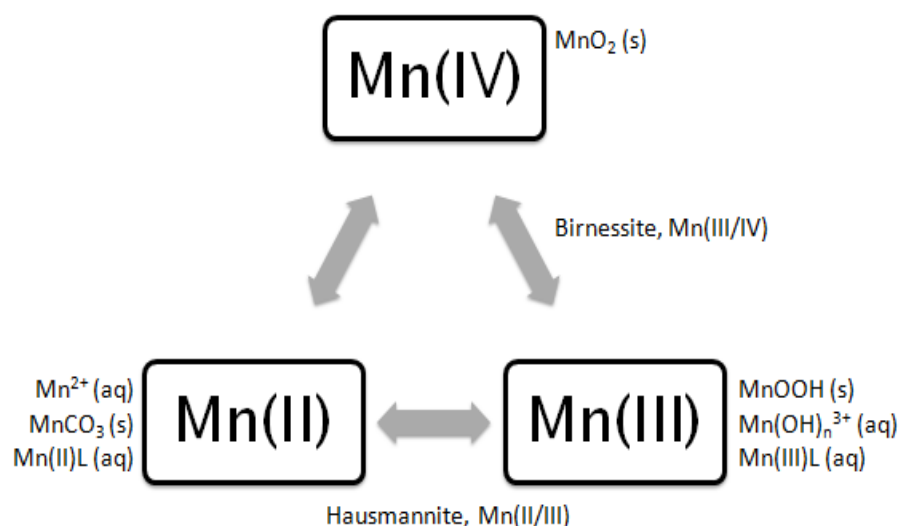 Mn(IV)
MnO₂ (s)
Birnessite, Mn(III/IV)
Mn²⁺ (aq)
MnCO₃ (s)
Mn(II)L (aq)
Mn(II)
Mn(III)
MnOOH (s)
Mn(OH)ₙ³⁺ (aq)
Mn(III)L (aq)
Hausmannite, Mn(II/III)